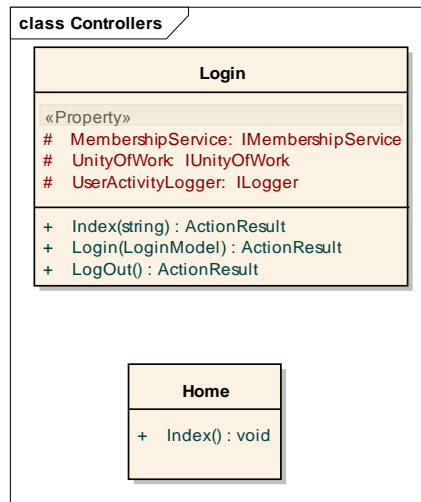 class Controllers
Login
«Property»
# MembershipService: IMembershipService
# UnityOfWork: IUnityOfWork
# UserActivityLogger: ILogger
+ Index(string) : ActionResult
+ Login(LoginModel) : ActionResult
+ LogOut() : ActionResult
Home
+ Index() : void